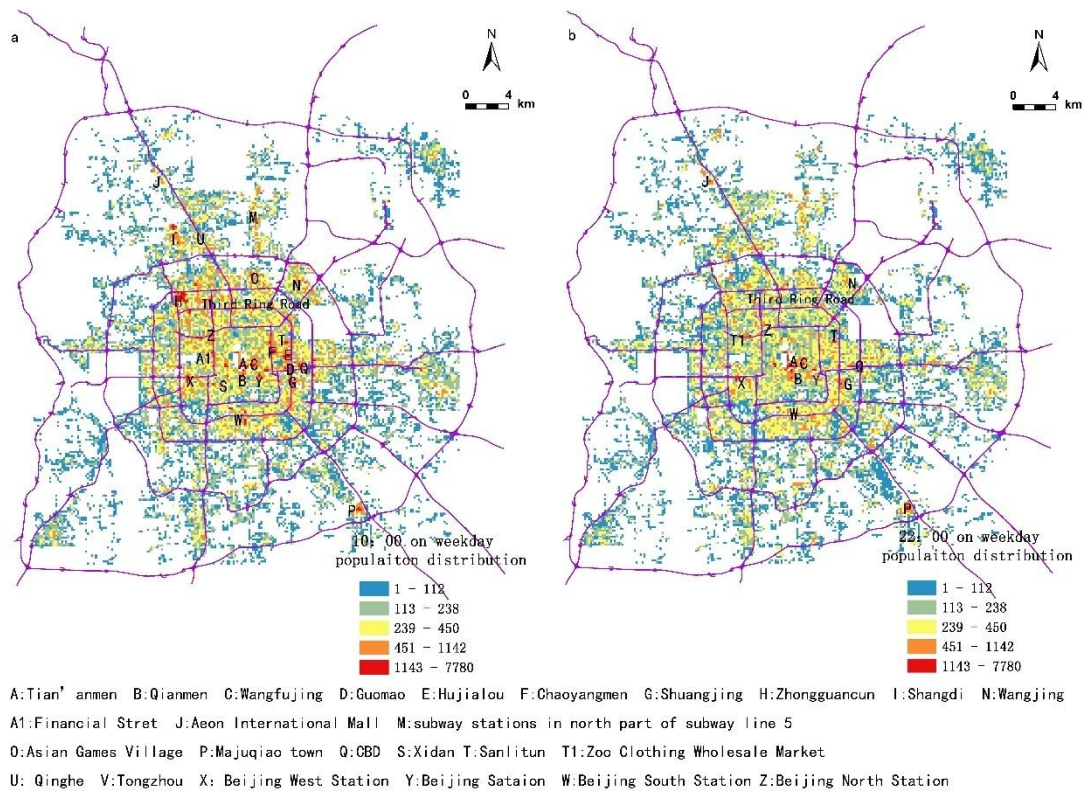 a
b
N
N
0 4 km
0 4 km
J
J
M
I
U
O
N
N
H
Third Ring Road
Third Ring Road
Z
T
Z
T
T1
F
E
A1
A C
D Q
A C
Q
X
S
B
Y
G
X
B
Y
G
W
W
P
P
10:00 on weekday
populaiton distribution
22:00 on weekday
populaiton distribution
1 - 112
113 - 238
239 - 450
451 - 1142
1143 - 7780
1 - 112
113 - 238
239 - 450
451 - 1142
1143 - 7780
A:Tian' anmen B:Qianmen C:Wangfujing D:Guomao E:Hujialou F:Chaoyangmen G:Shuangjing H:Zhongguancun I:Shangdi N:Wangjing
A1:Financial Stret J:Aeon International Mall M:subway stations in north part of subway line 5
O:Asian Games Village P:Majuqiao town Q:CBD S:Xidan T:Sanlitun T1:Zoo Clothing Wholesale Market
U: Qinghe V:Tongzhou X: Beijing West Station Y:Beijing Sataion W:Beijing South Station Z:Beijing North Station